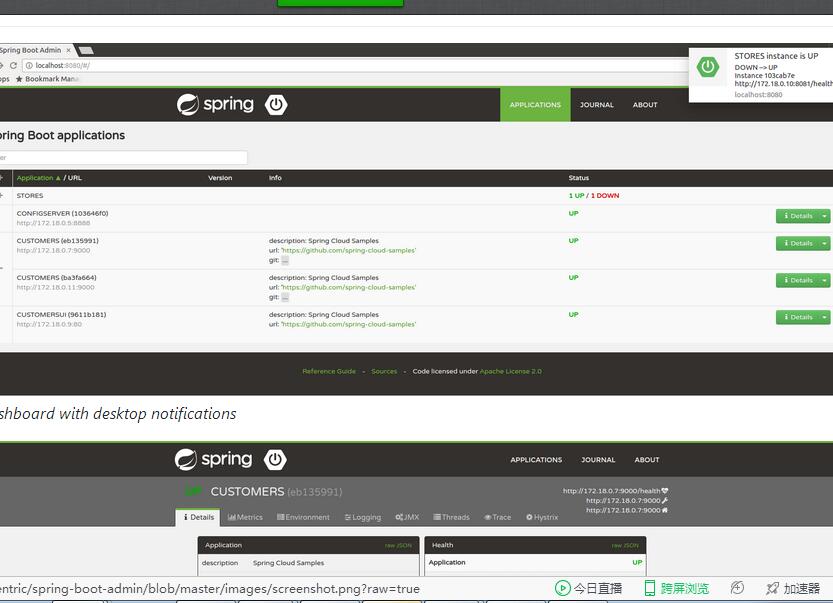 Spring Boot Admin ×
localhost:8080/#/
ops ★ Bookmark Mana
STORES instance is UP
DOWN --> UP
Instance 103cab7e
http://172.18.0.10:8081/health
localhost:8080
spring
APPLICATIONS JOURNAL ABOUT
pring Boot applications
er
Application ▲ / URL Version Info Status
STORES 1 UP / 1 DOWN
CONFIGSERVER (103646f0) UP Details
http://172.18.0.5:8888
CUSTOMERS (eb135991) description: Spring Cloud Samples UP Details
http://172.18.0.7:9000 url: 'https://github.com/spring-cloud-samples'
git: ...
CUSTOMERS (ba3fa664) description: Spring Cloud Samples UP Details
http://172.18.0.11:9000 url: 'https://github.com/spring-cloud-samples'
git: ...
CUSTOMERSUI (9611b181) description: Spring Cloud Samples UP Details
http://172.18.0.9:80 url: 'https://github.com/spring-cloud-samples'
Reference Guide - Sources - Code licensed under Apache License 2.0
shboard with desktop notifications
spring
APPLICATIONS JOURNAL ABOUT
UP CUSTOMERS (eb135991)
http://172.18.0.7:9000/health
http://172.18.0.7:9000
http://172.18.0.7:9000
Details Metrics Environment Logging JMX Threads Trace Hystrix
Application raw JSON Health raw JSON
description Spring Cloud Samples Application UP
entric/spring-boot-admin/blob/master/images/screenshot.png?raw=true 今日直播 跨屏浏览 加速器